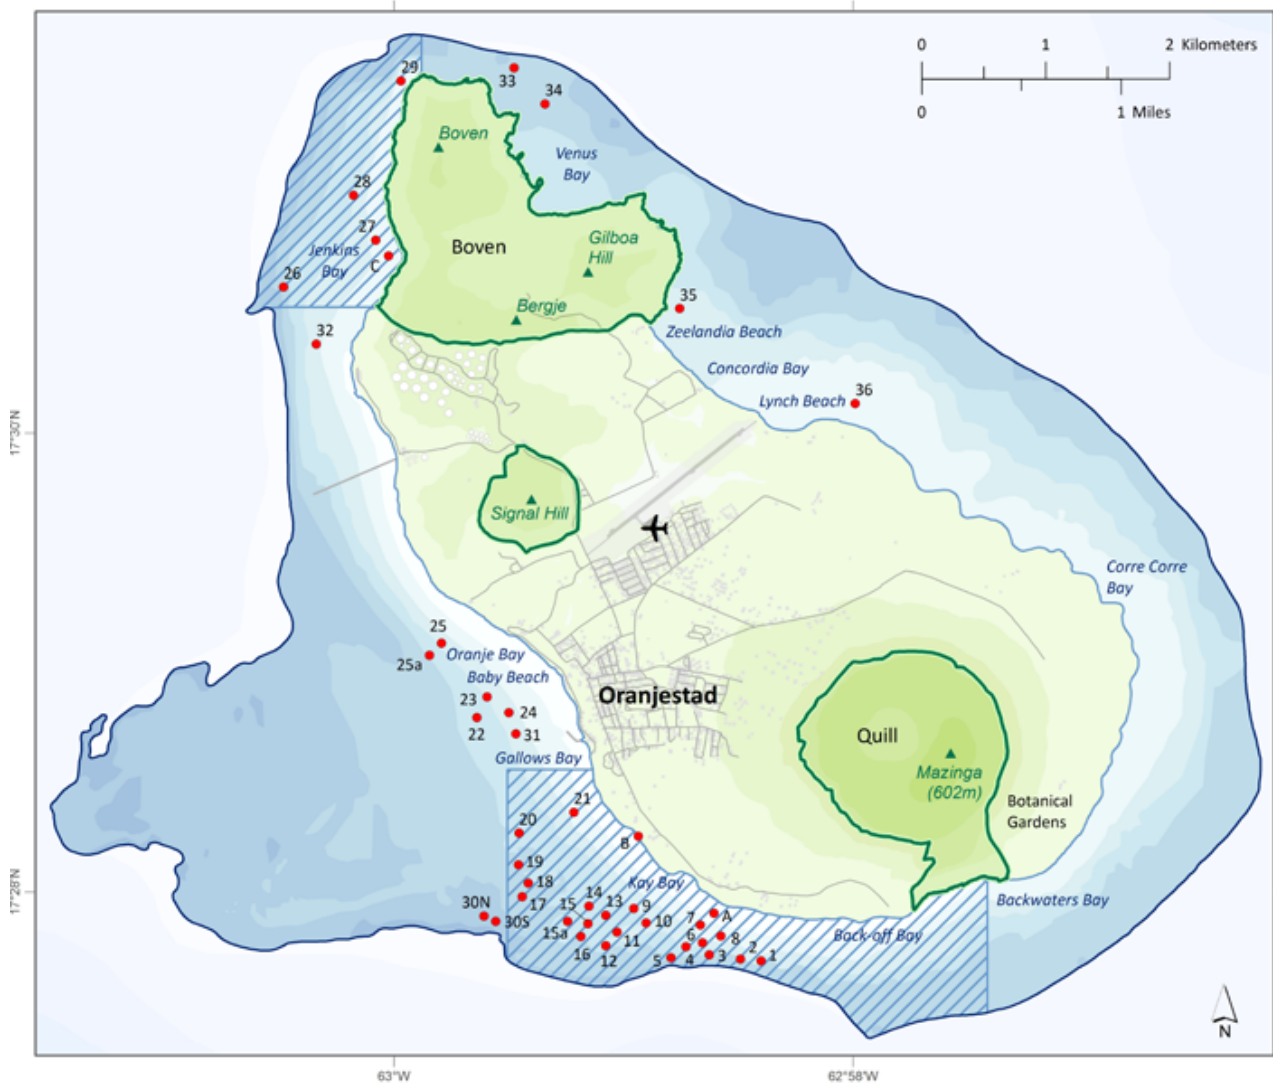 0 1 2 Kilometers
0 1 Miles
29
33
34
Boven
Venus
Bay
28
27
Jenkins
Bay
C
26
Boven
Gilboa
Hill
Bergje
35
32
Zeelandia Beach
Concordia Bay
Lynch Beach
36
17°30'N
Signal Hill
Corre Corre
Bay
25
25a
Oranje Bay
Baby Beach
23
24
22
31
Oranjestad
Gallows Bay
Quill
Mazinga
(602m)
Botanical
Gardens
21
20
B
19
18
Kay Bay
17°28'N
17
14
30N
30S
15
13
9
10
7
A
Backwaters Bay
15a
11
6
8
Back-off Bay
16
12
5
4
3
2
1
N
63°W
62°58'W